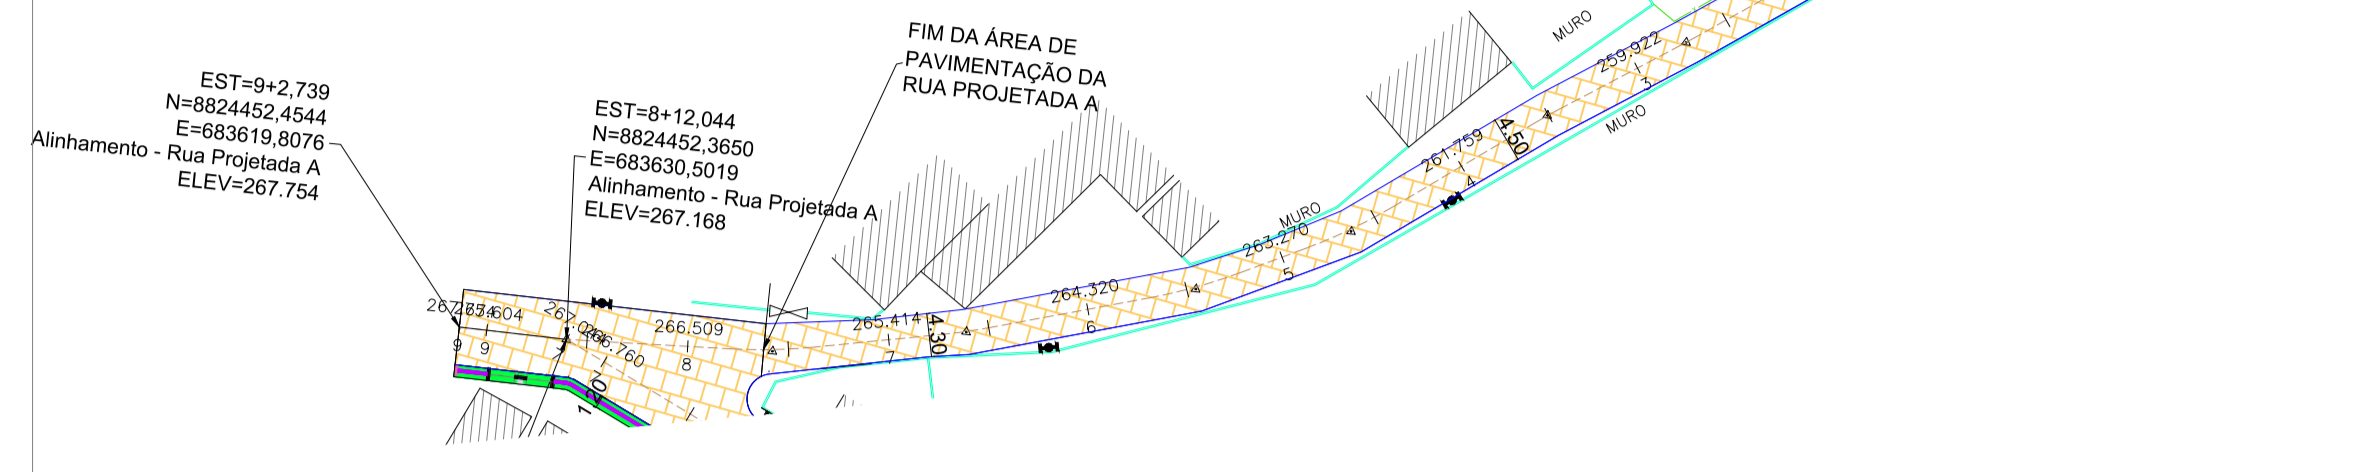 EST=9+2,739
N=8824452,4544
E=683619,8076
Alinhamento - Rua Projetada A
ELEV=267.754
EST=8+12,044
N=8824452,3650
E=683630,5019
Alinhamento - Rua Projetada A
ELEV=267.168
FIM DA ÁREA DE
PAVIMENTAÇÃO DA
RUA PROJETADA A
MURO
259.922
3
MURO
4.50
261.759
4
MURO
263.270
5
264.320
6
265.414
7
4.30
266.509
8
266.760
7
9
9
1.20